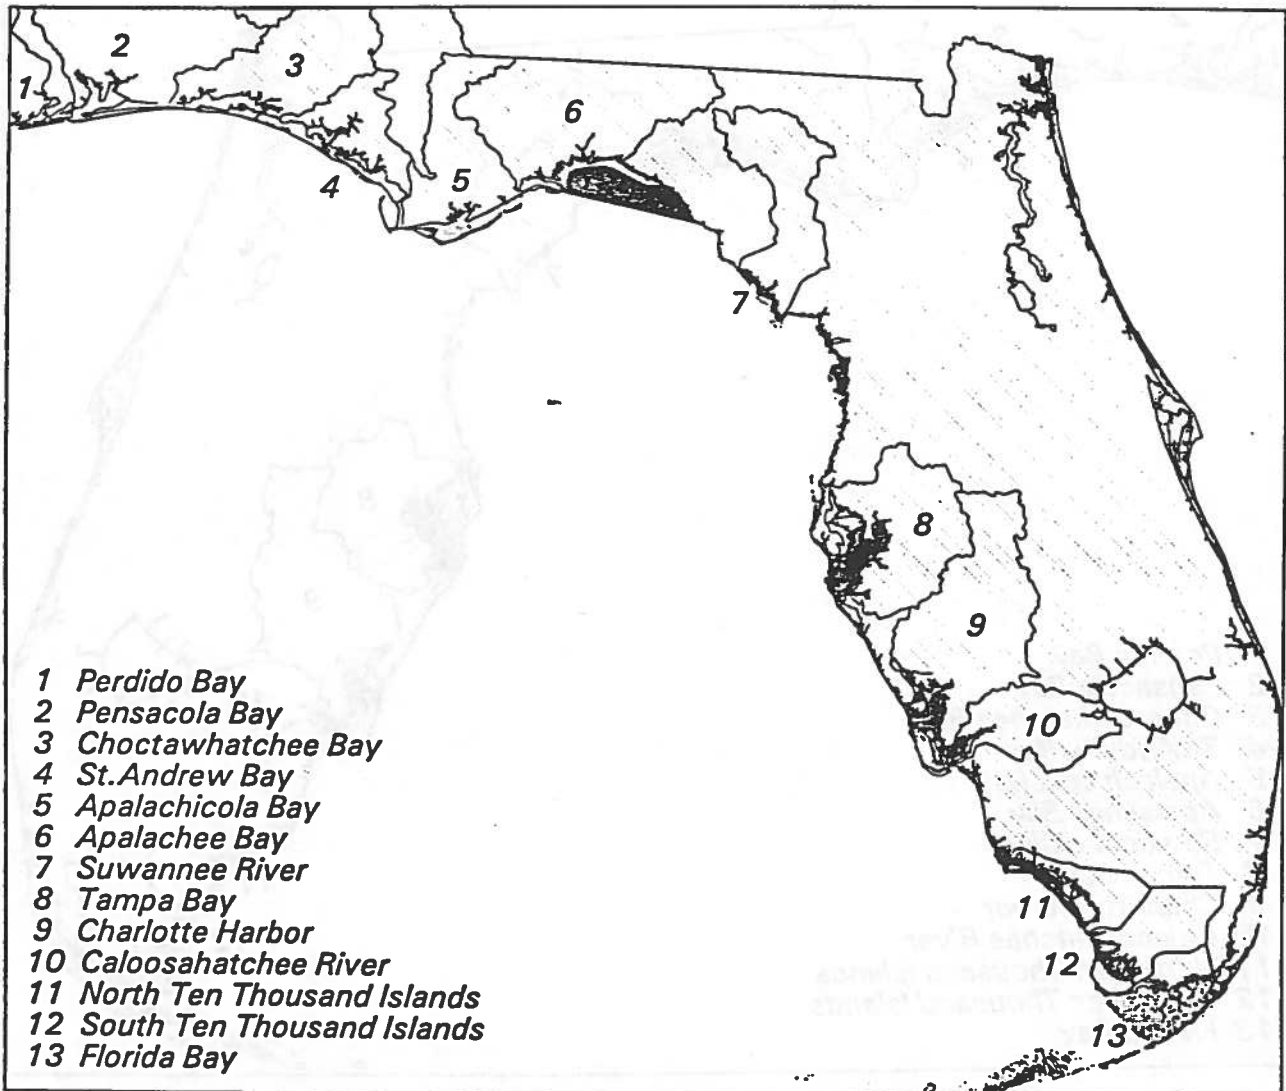 2
3
1
6
4
5
7
8
9
10
11
12
13
1 Perdido Bay
2 Pensacola Bay
3 Choctawhatchee Bay
4 St.Andrew Bay
5 Apalachicola Bay
6 Apalachee Bay
7 Suwannee River
8 Tampa Bay
9 Charlotte Harbor
10 Caloosahatchee River
11 North Ten Thousand Islands
12 South Ten Thousand Islands
13 Florida Bay